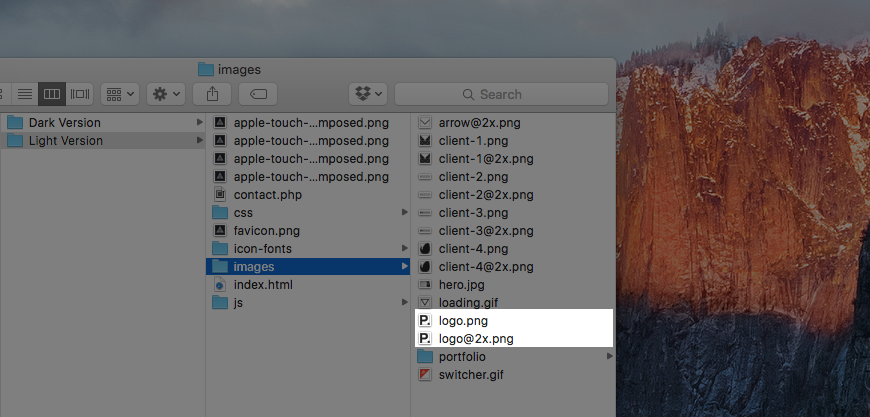 images
Search
Dark Version
Light Version
apple-touch-...mposed.png
apple-touch-...mposed.png
apple-touch-...mposed.png
apple-touch-...mposed.png
contact.php
css
favicon.png
icon-fonts
images
index.html
js
arrow@2x.png
client-1.png
client-1@2x.png
client-2.png
client-2@2x.png
client-3.png
client-3@2x.png
client-4.png
client-4@2x.png
hero.jpg
loading.gif
P. logo.png
P. logo@2x.png
portfolio
switcher.gif